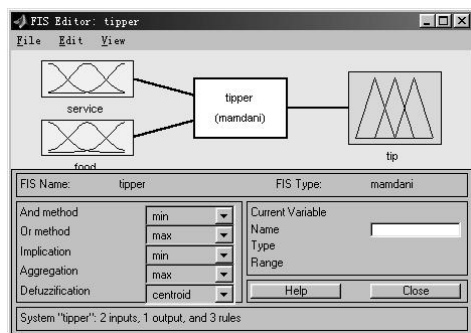 FIS Editor: tipper
File Edit View
service
food
tipper
(mamdani)
tip
FIS Name: tipper FIS Type: mamdani
And method min
Or method max
Implication min
Aggregation max
Defuzzification centroid
Current Variable
Name
Type
Range
Help Close
System "tipper": 2 inputs, 1 output, and 3 rules